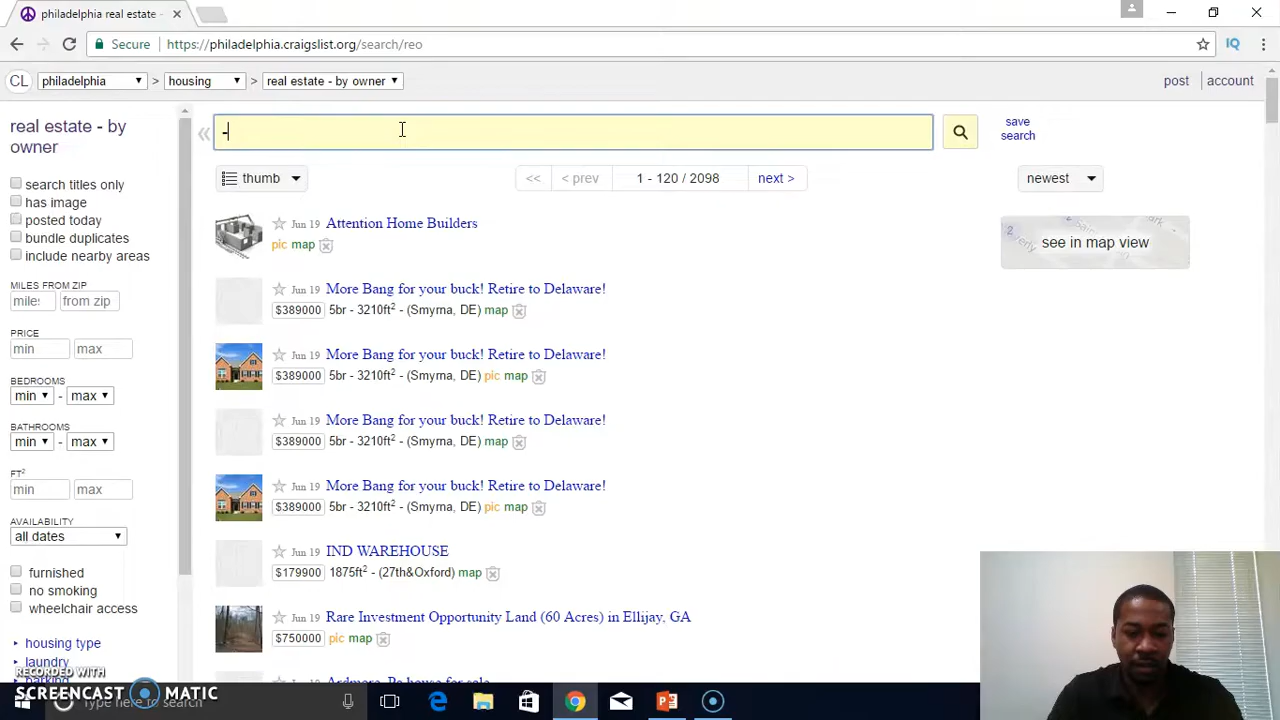 philadelphia real estate -
Secure https://philadelphia.craigslist.org/search/reo
CL philadelphia > housing > real estate - by owner post account
real estate - by owner
-
save search
thumb << < prev 1 - 120 / 2098 next > newest
see in map view
search titles only
has image
posted today
bundle duplicates
include nearby areas
MILES FROM ZIP
miles from zip
PRICE
min max
BEDROOMS
min - max
BATHROOMS
min - max
FT2
min max
AVAILABILITY
all dates
furnished
no smoking
wheelchair access
housing type
laundry
parking
Jun 19 Attention Home Builders
pic map
Jun 19 More Bang for your buck! Retire to Delaware!
$389000 5br - 3210ft2 - (Smyrna, DE) map
Jun 19 More Bang for your buck! Retire to Delaware!
$389000 5br - 3210ft2 - (Smyrna, DE) pic map
Jun 19 More Bang for your buck! Retire to Delaware!
$389000 5br - 3210ft2 - (Smyrna, DE) map
Jun 19 More Bang for your buck! Retire to Delaware!
$389000 5br - 3210ft2 - (Smyrna, DE) pic map
Jun 19 IND WAREHOUSE
$179900 1875ft2 - (27th&Oxford) map
Jun 19 Rare Investment Opportunity Land (60 Acres) in Ellijay, GA
$750000 pic map
Ardmore, Pa house for sale
RECORDED WITH
SCREENCAST MATIC
Type here to search